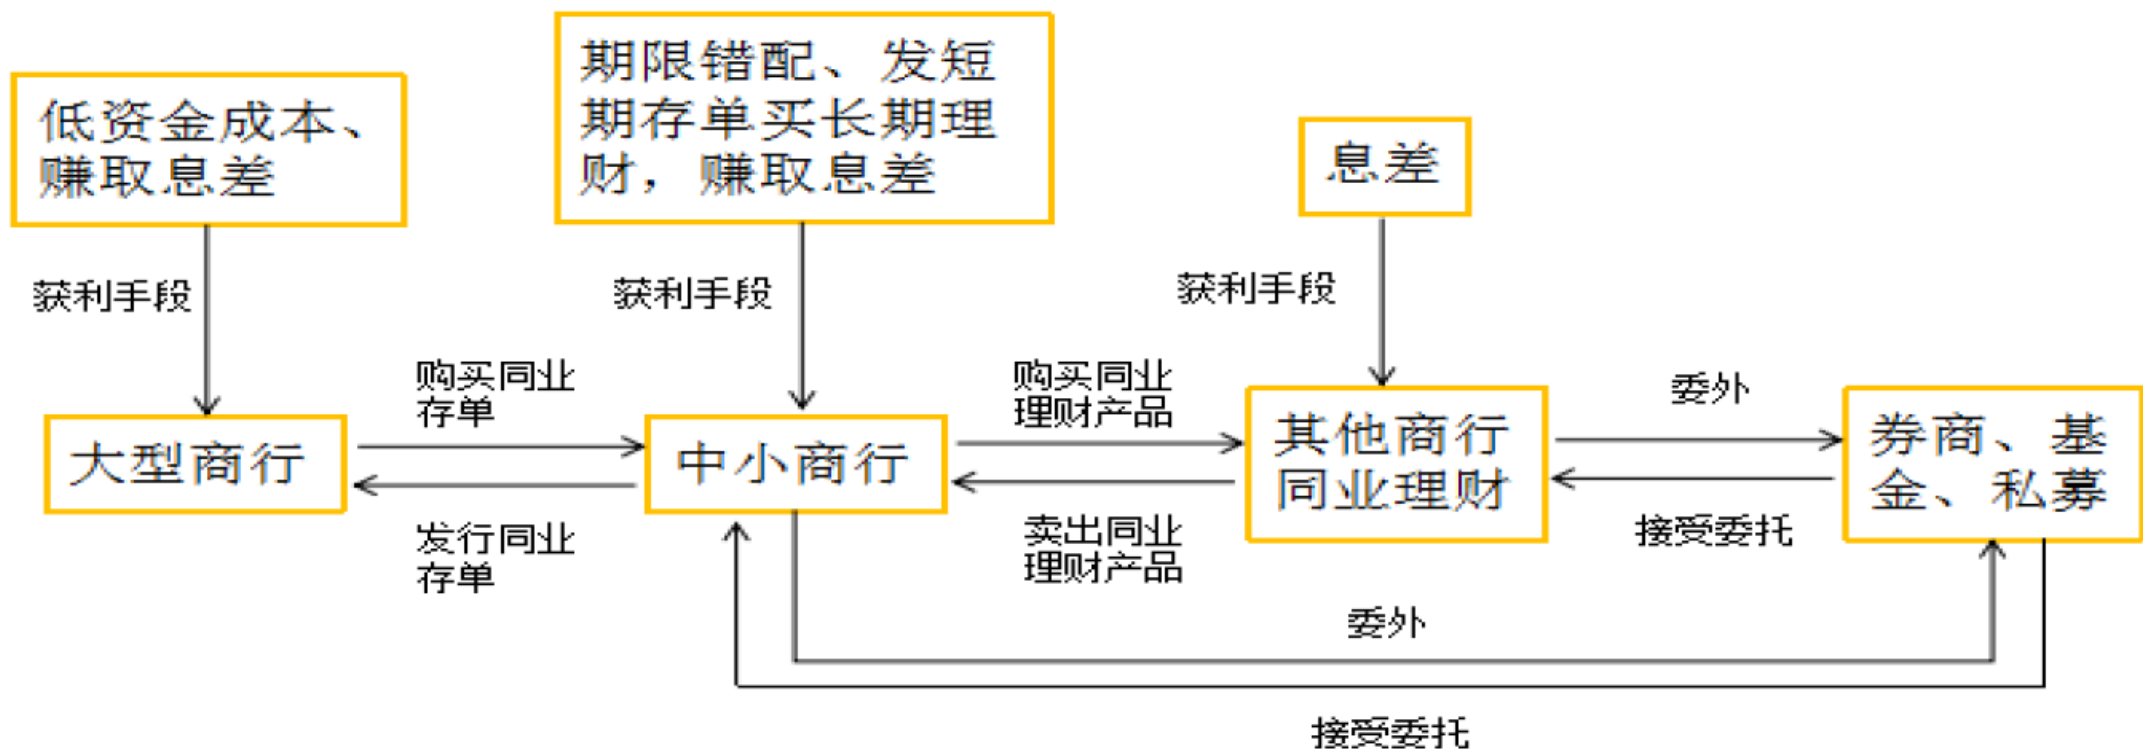 低资金成本、
赚取息差
期限错配、发短
期存单买长期理
财，赚取息差
息差
获利手段
获利手段
获利手段
购买同业
存单
购买同业
理财产品
委外
大型商行
中小商行
其他商行
同业理财
券商、基
金、私募
发行同业
存单
卖出同业
理财产品
接受委托
委外
接受委托